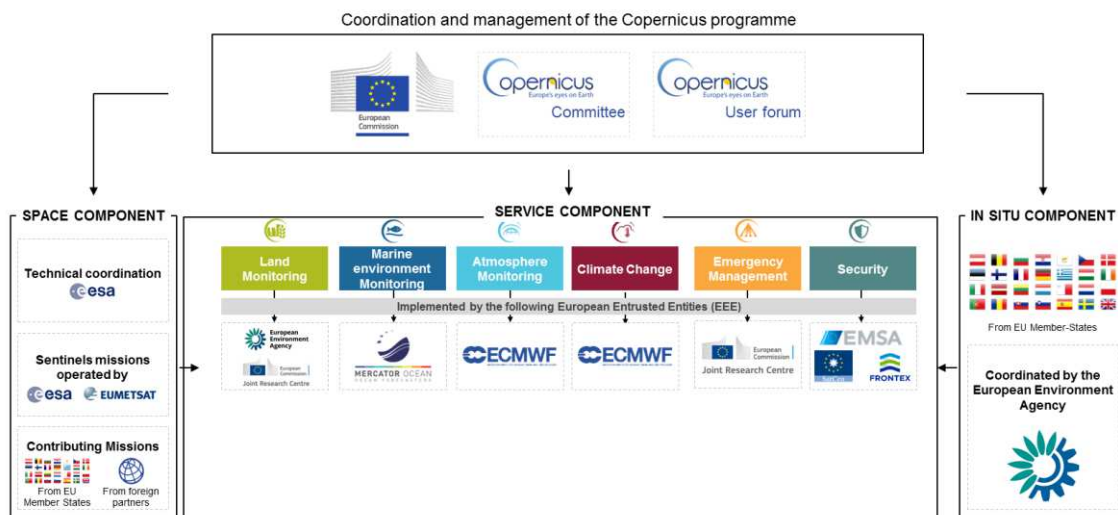 Coordination and management of the Copernicus programme
European
Commission
Copernicus
Europe's eyes on Earth
Committee
Copernicus
Europe's eyes on Earth
User forum
SPACE COMPONENT
Technical coordination
esa
Sentinels missions
operated by
esa
EUMETSAT
Contributing Missions
From EU
Member States
From foreign
partners
SERVICE COMPONENT
Land
Monitoring
Marine
environment
Monitoring
Atmosphere
Monitoring
Climate Change
Emergency
Management
Security
Implemented by the following European Entrusted Entities (EEE)
European
Environment
Agency
European
Commission
Joint Research Centre
MERCATOR OCEAN
OCEAN FORECASTERS
ECMWF
ECMWF
European
Commission
Joint Research Centre
EMSA
FRONTEX
IN SITU COMPONENT
From EU Member-States
Coordinated by the
European Environment
Agency